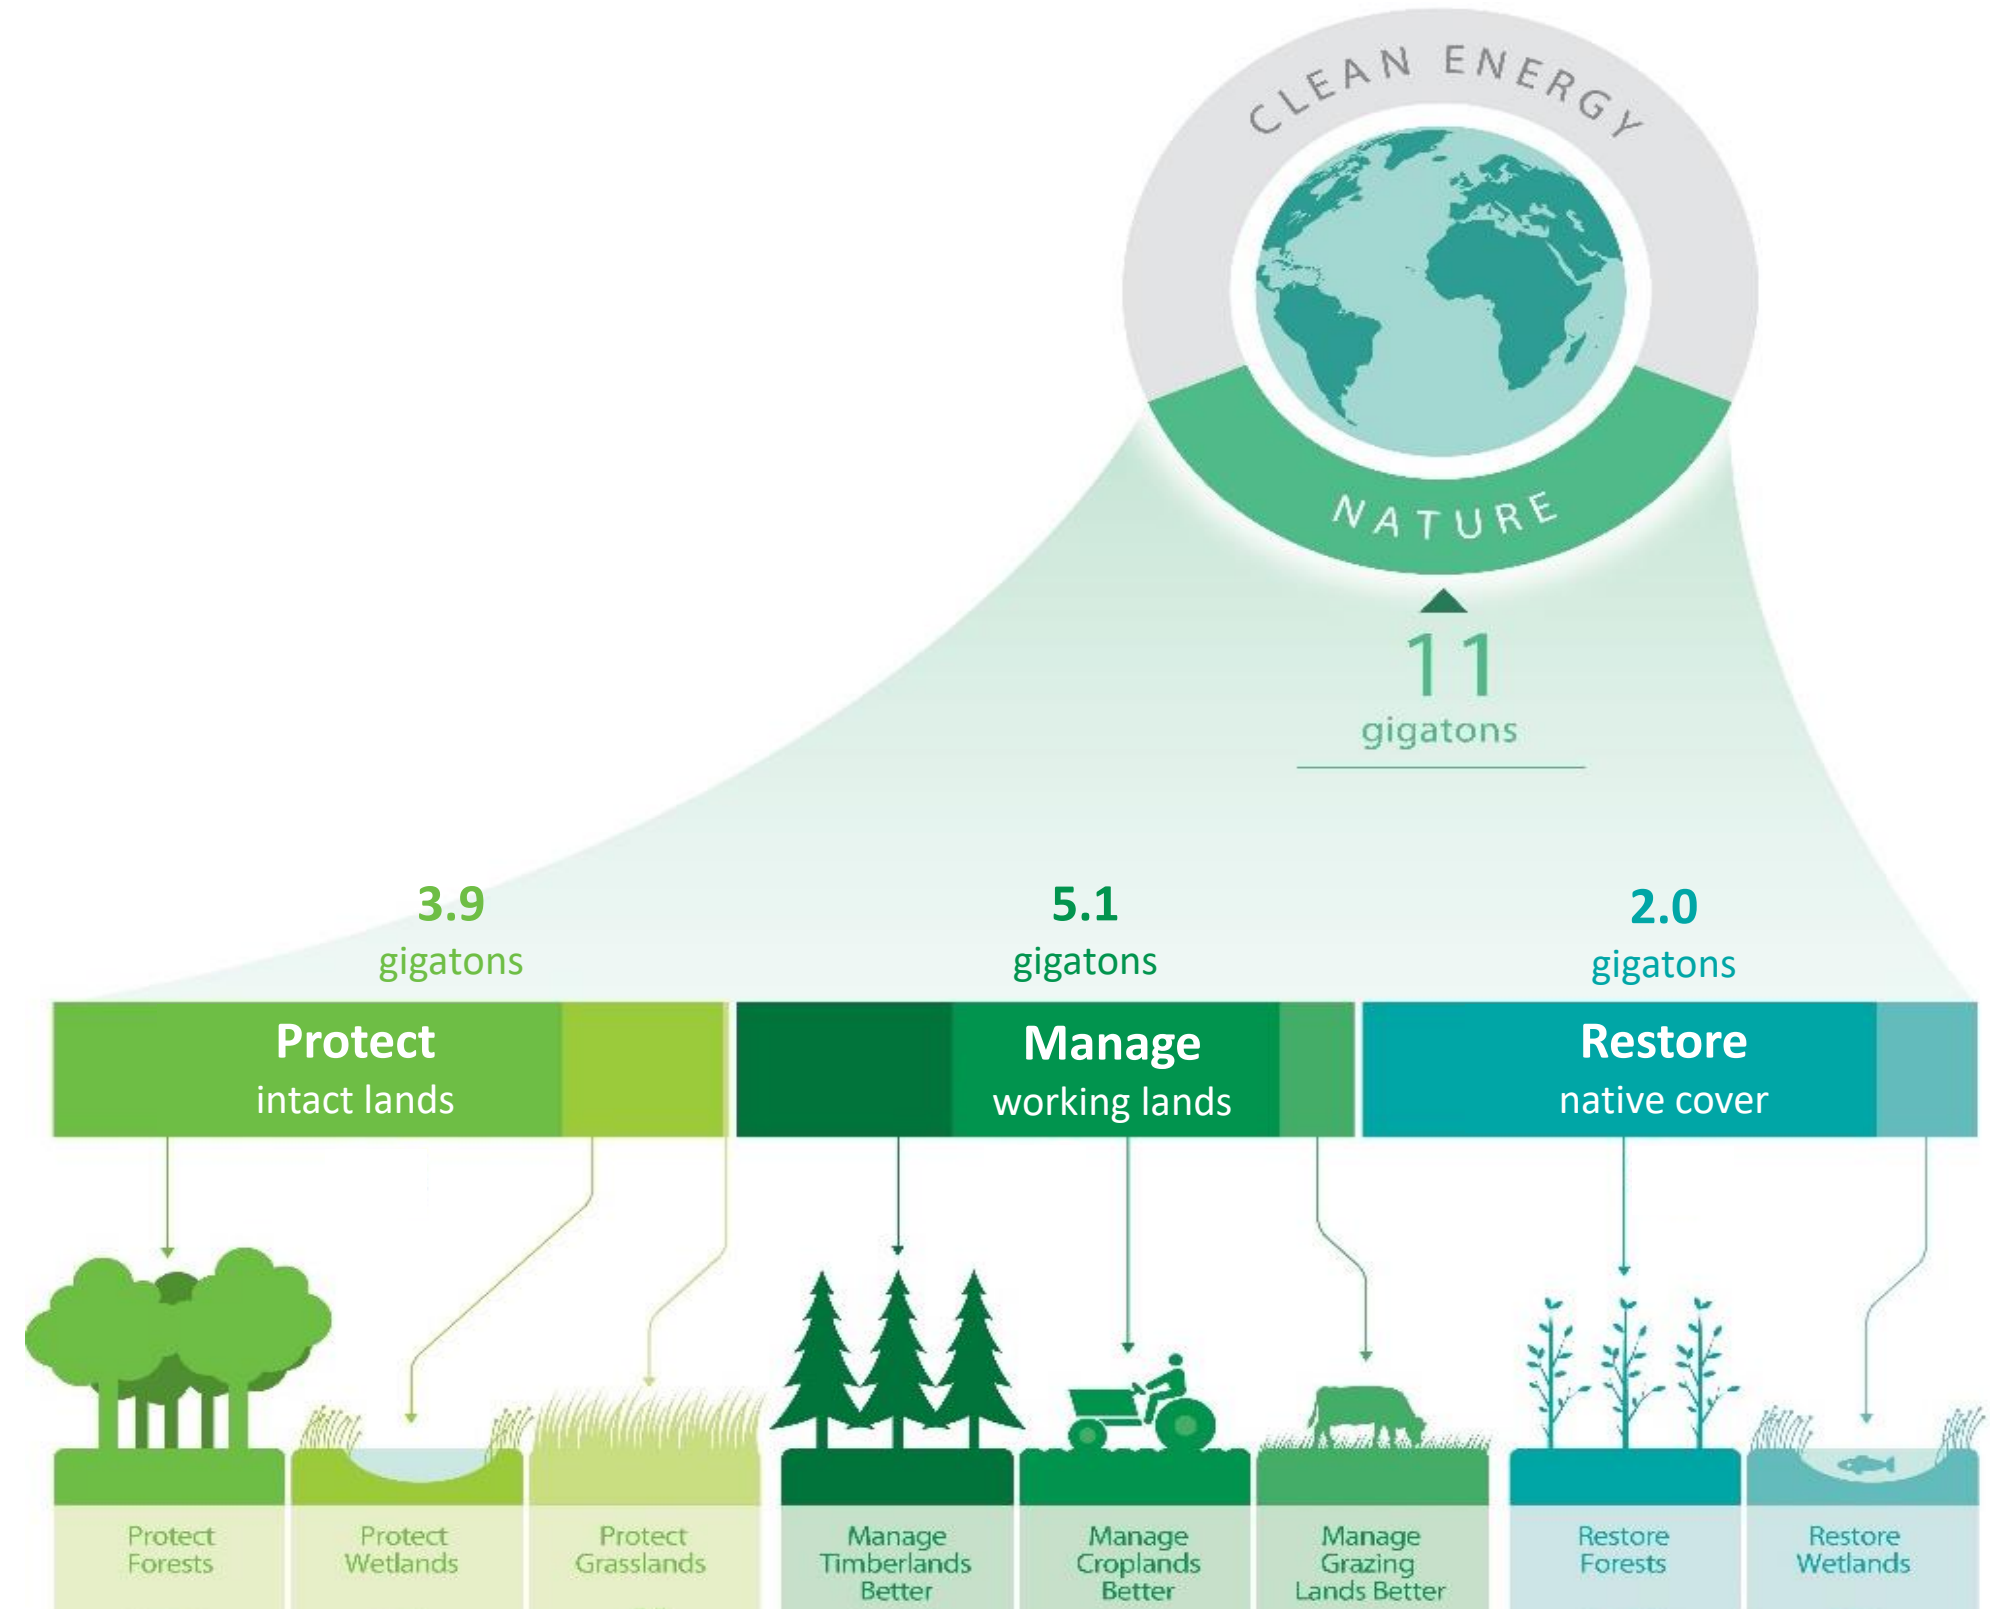 CLEAN ENERGY
NATURE
11
gigatons
3.9
gigatons
5.1
gigatons
2.0
gigatons
Protect
intact lands
Manage
working lands
Restore
native cover
Protect
Forests
Protect
Wetlands
Protect
Grasslands
Manage
Timberlands
Better
Manage
Croplands
Better
Manage
Grazing
Lands Better
Restore
Forests
Restore
Wetlands